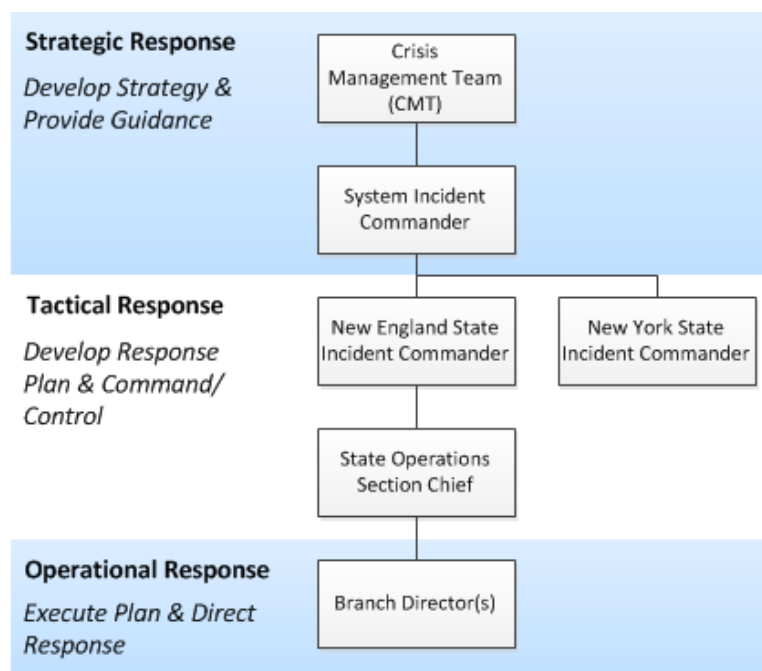 Strategic Response
Develop Strategy &
Provide Guidance
Crisis
Management Team
(CMT)
System Incident
Commander
Tactical Response
Develop Response
Plan & Command/
Control
New England State
Incident Commander
New York State
Incident Commander
State Operations
Section Chief
Operational Response
Execute Plan & Direct
Response
Branch Director(s)